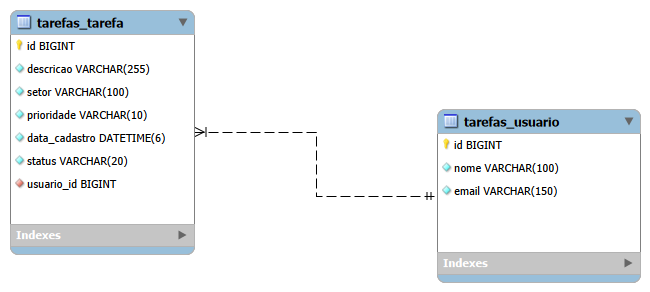 tarefas_tarefa
id BIGINT
descricao VARCHAR(255)
setor VARCHAR(100)
prioridade VARCHAR(10)
data_cadastro DATETIME(6)
status VARCHAR(20)
usuario_id BIGINT
Indexes
tarefas_usuario
id BIGINT
nome VARCHAR(100)
email VARCHAR(150)
Indexes